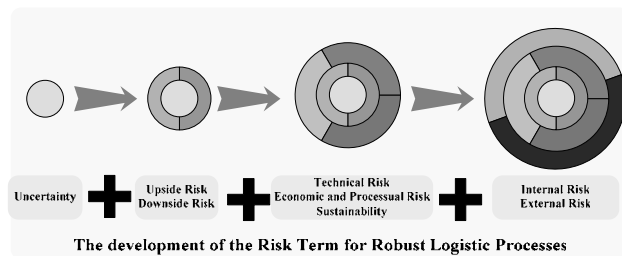 Uncertainty
Upside Risk
Downside Risk
Technical Risk
Economic and Processual Risk
Sustainability
Internal Risk
External Risk
The development of the Risk Term for Robust Logistic Processes